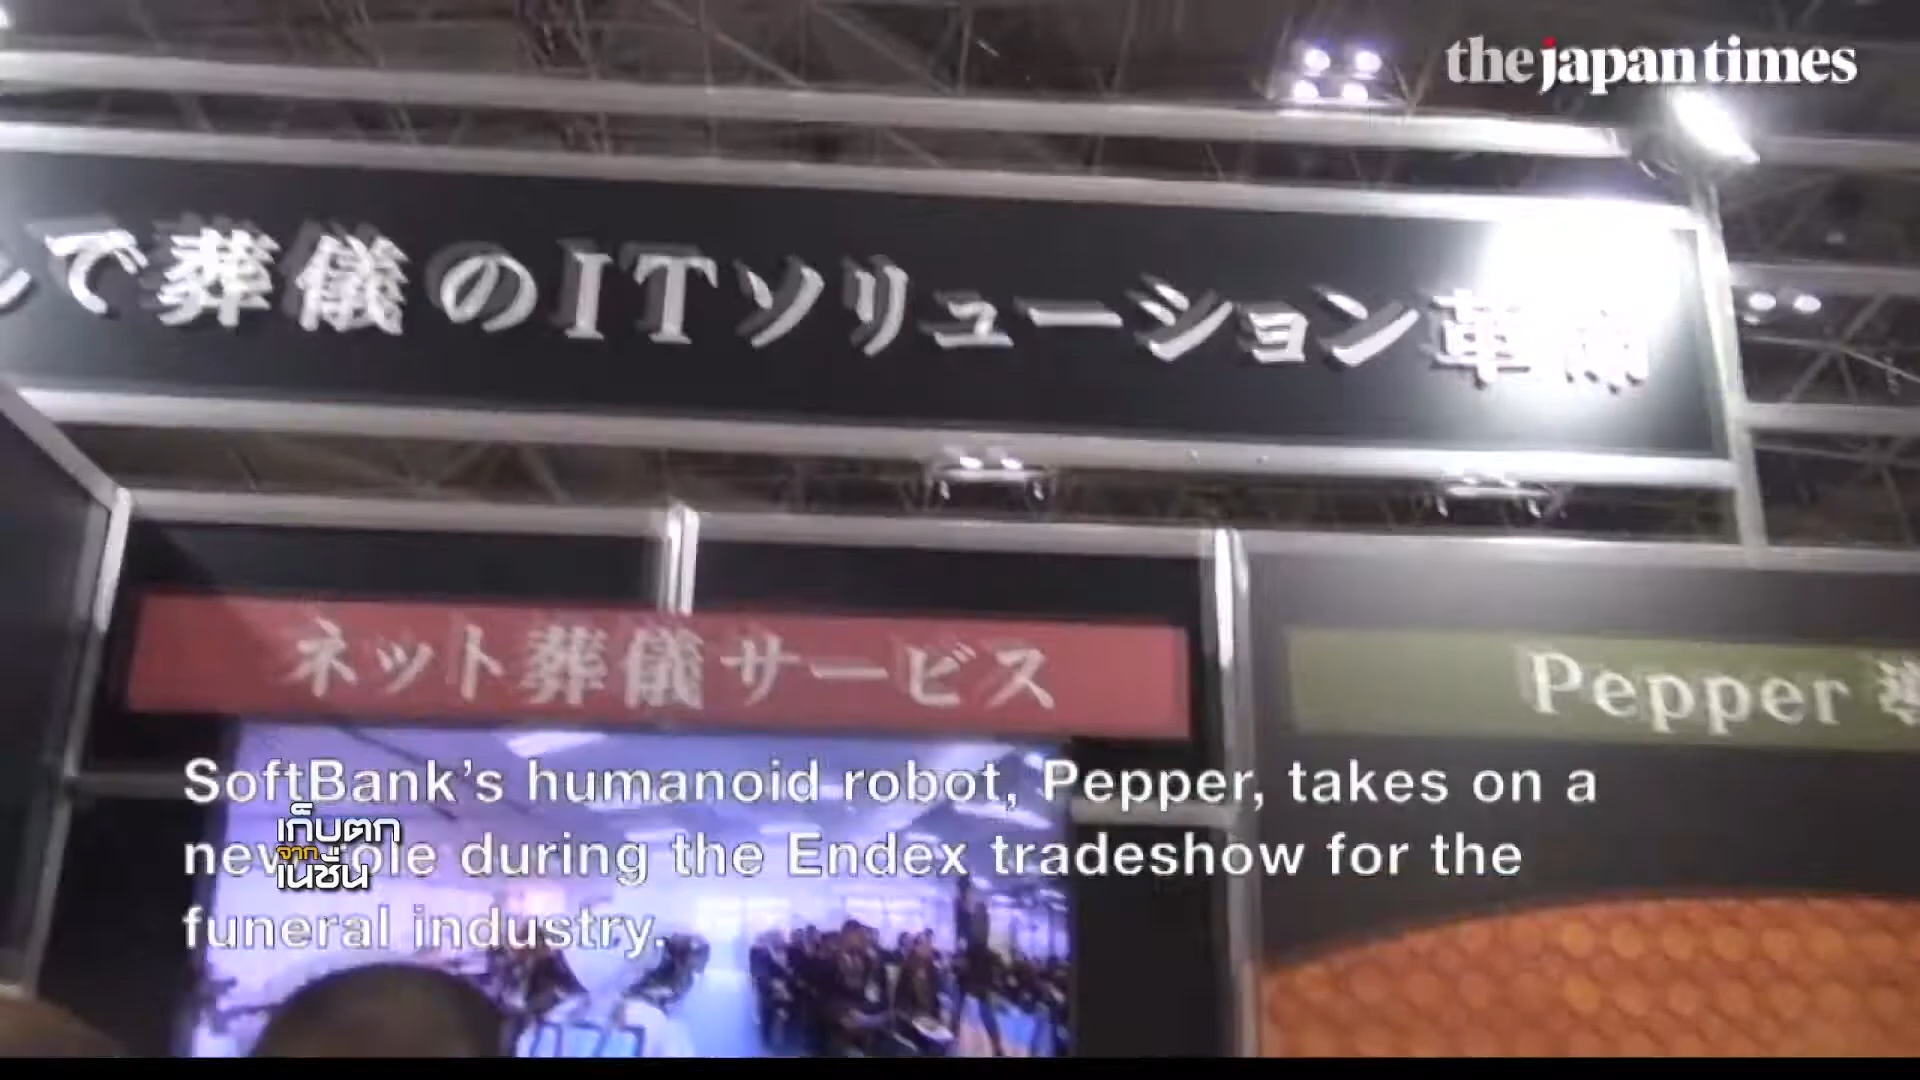 the japan times
で葬儀のITソリューション革命
ネット葬儀サービス
Pepper 導
SoftBank's humanoid robot, Pepper, takes on a
new role during the Endex tradeshow for the
funeral industry.
เก็บตก
จาก
เนชั่น